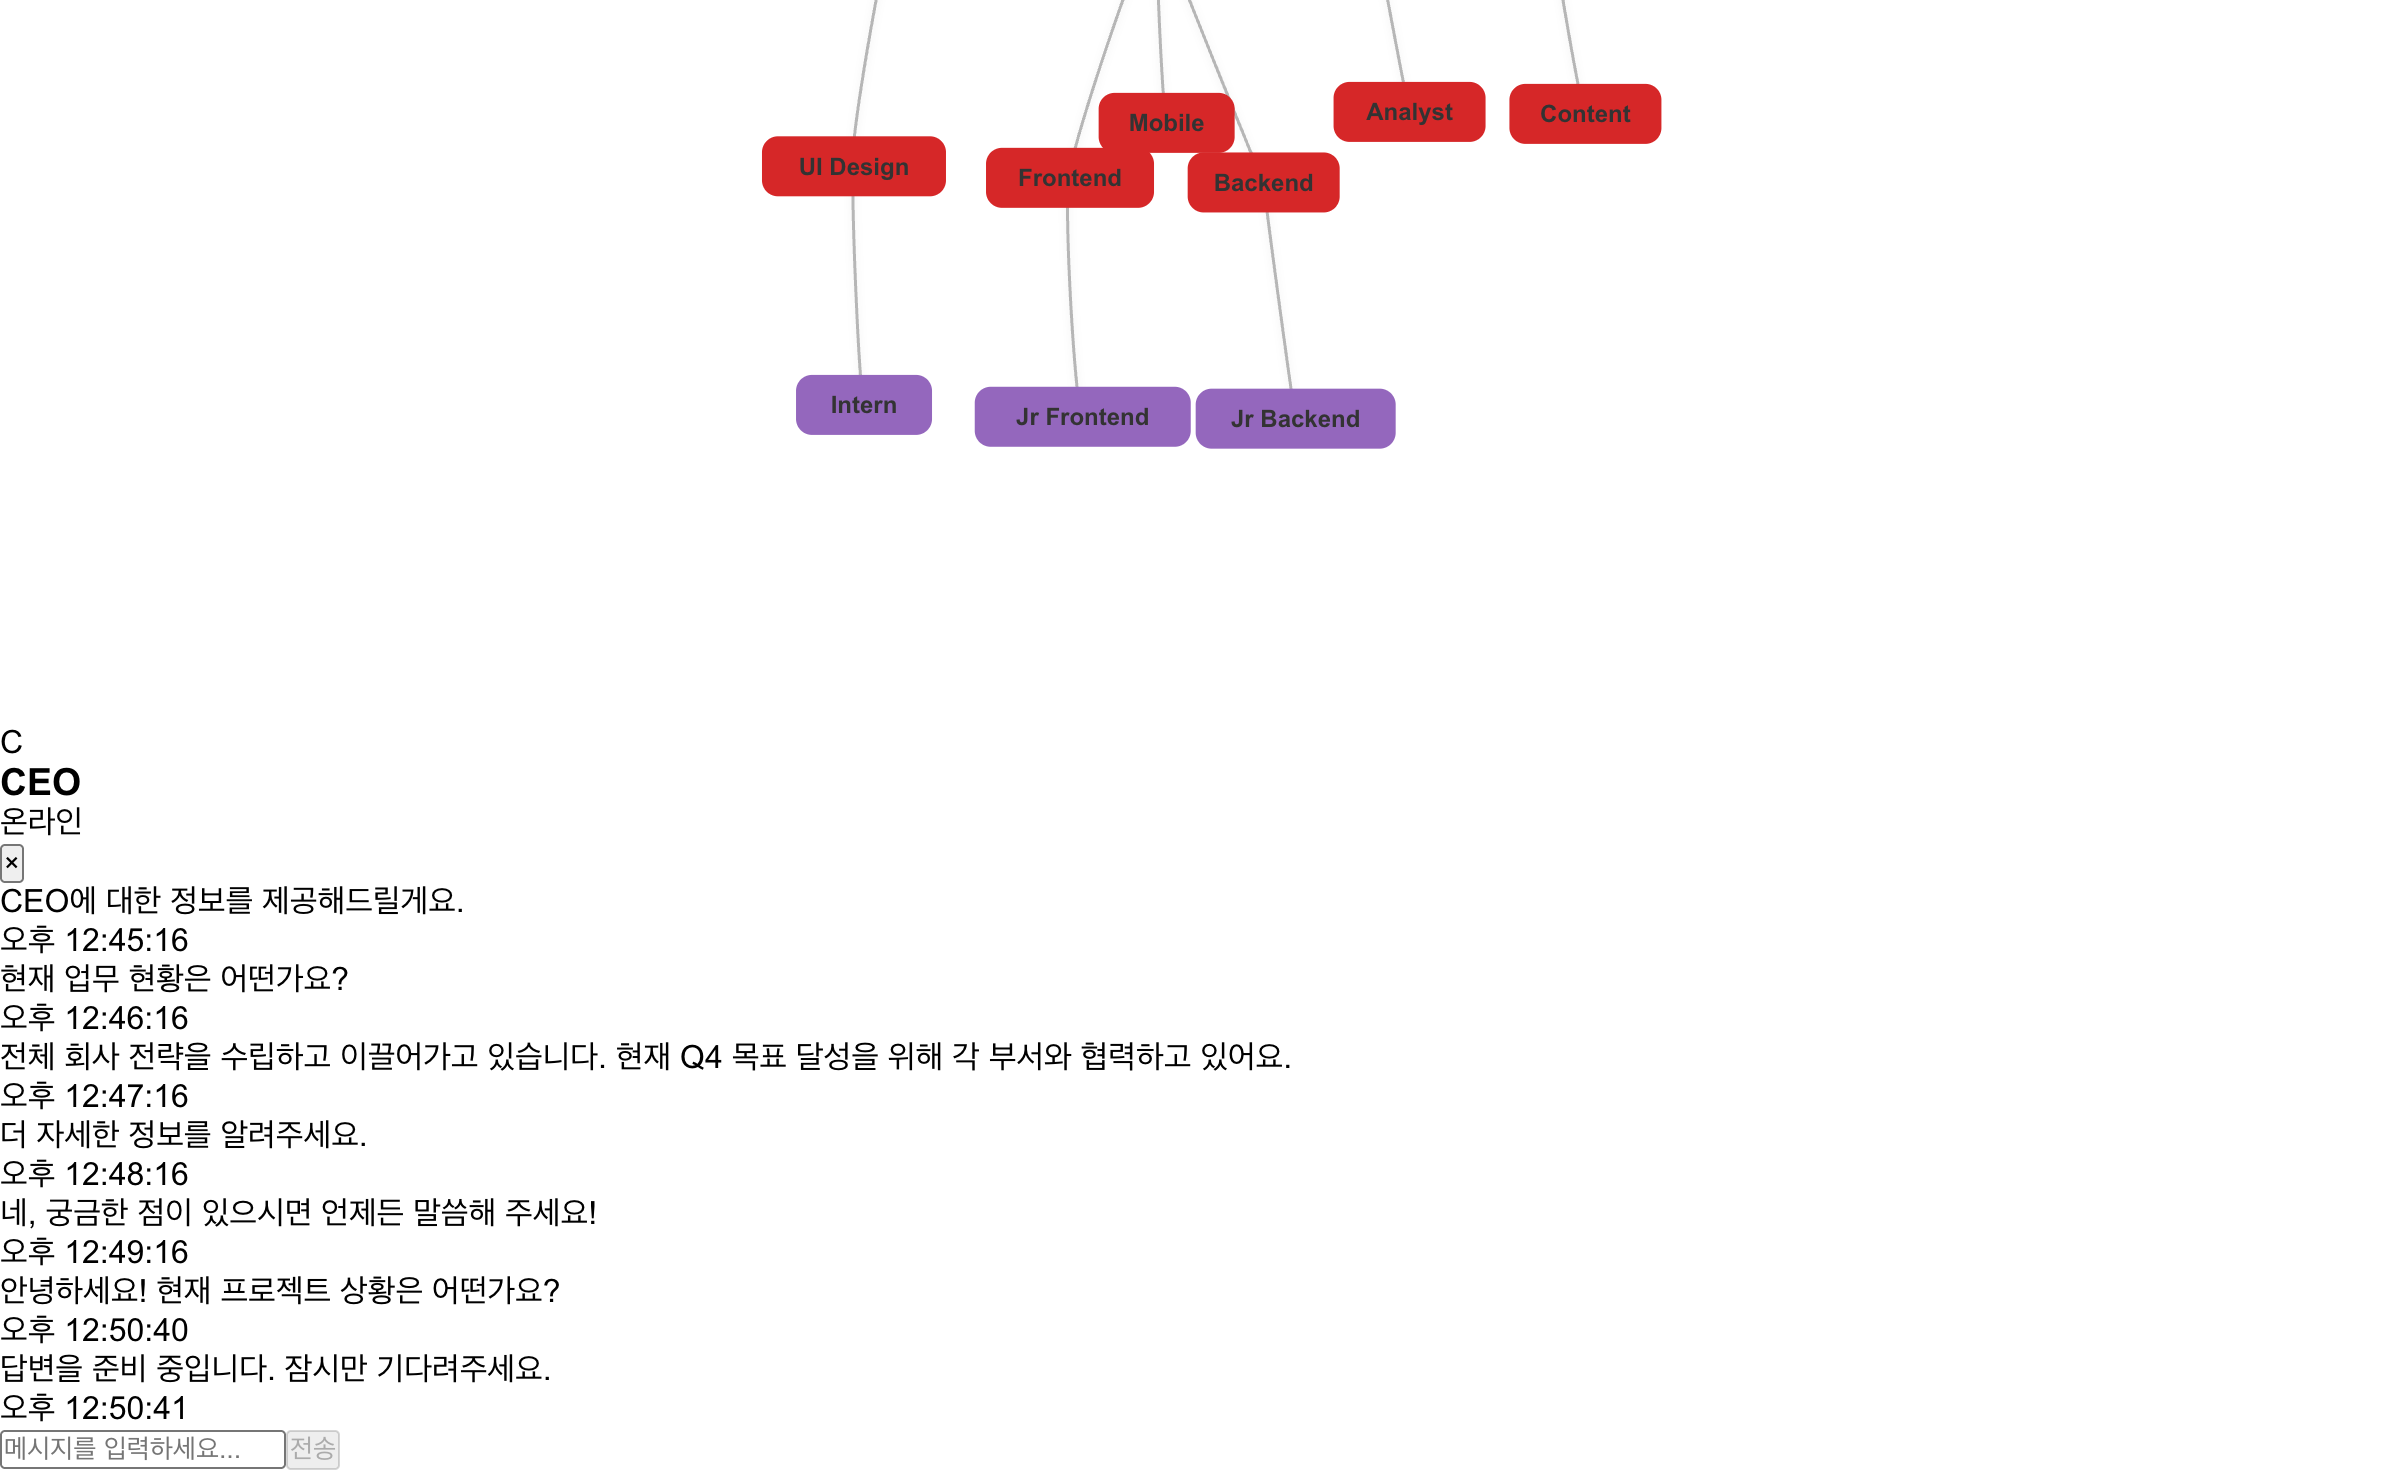 Mobile
Analyst
Content
UI Design
Frontend
Backend
Intern
Jr Frontend
Jr Backend
C
CEO
온라인
×
CEO에 대한 정보를 제공해드릴게요.
오후 12:45:16
현재 업무 현황은 어떤가요?
오후 12:46:16
전체 회사 전략을 수립하고 이끌어가고 있습니다. 현재 Q4 목표 달성을 위해 각 부서와 협력하고 있어요.
오후 12:47:16
더 자세한 정보를 알려주세요.
오후 12:48:16
네, 궁금한 점이 있으시면 언제든 말씀해 주세요!
오후 12:49:16
안녕하세요! 현재 프로젝트 상황은 어떤가요?
오후 12:50:40
답변을 준비 중입니다. 잠시만 기다려주세요.
오후 12:50:41
메시지를 입력하세요... 전송